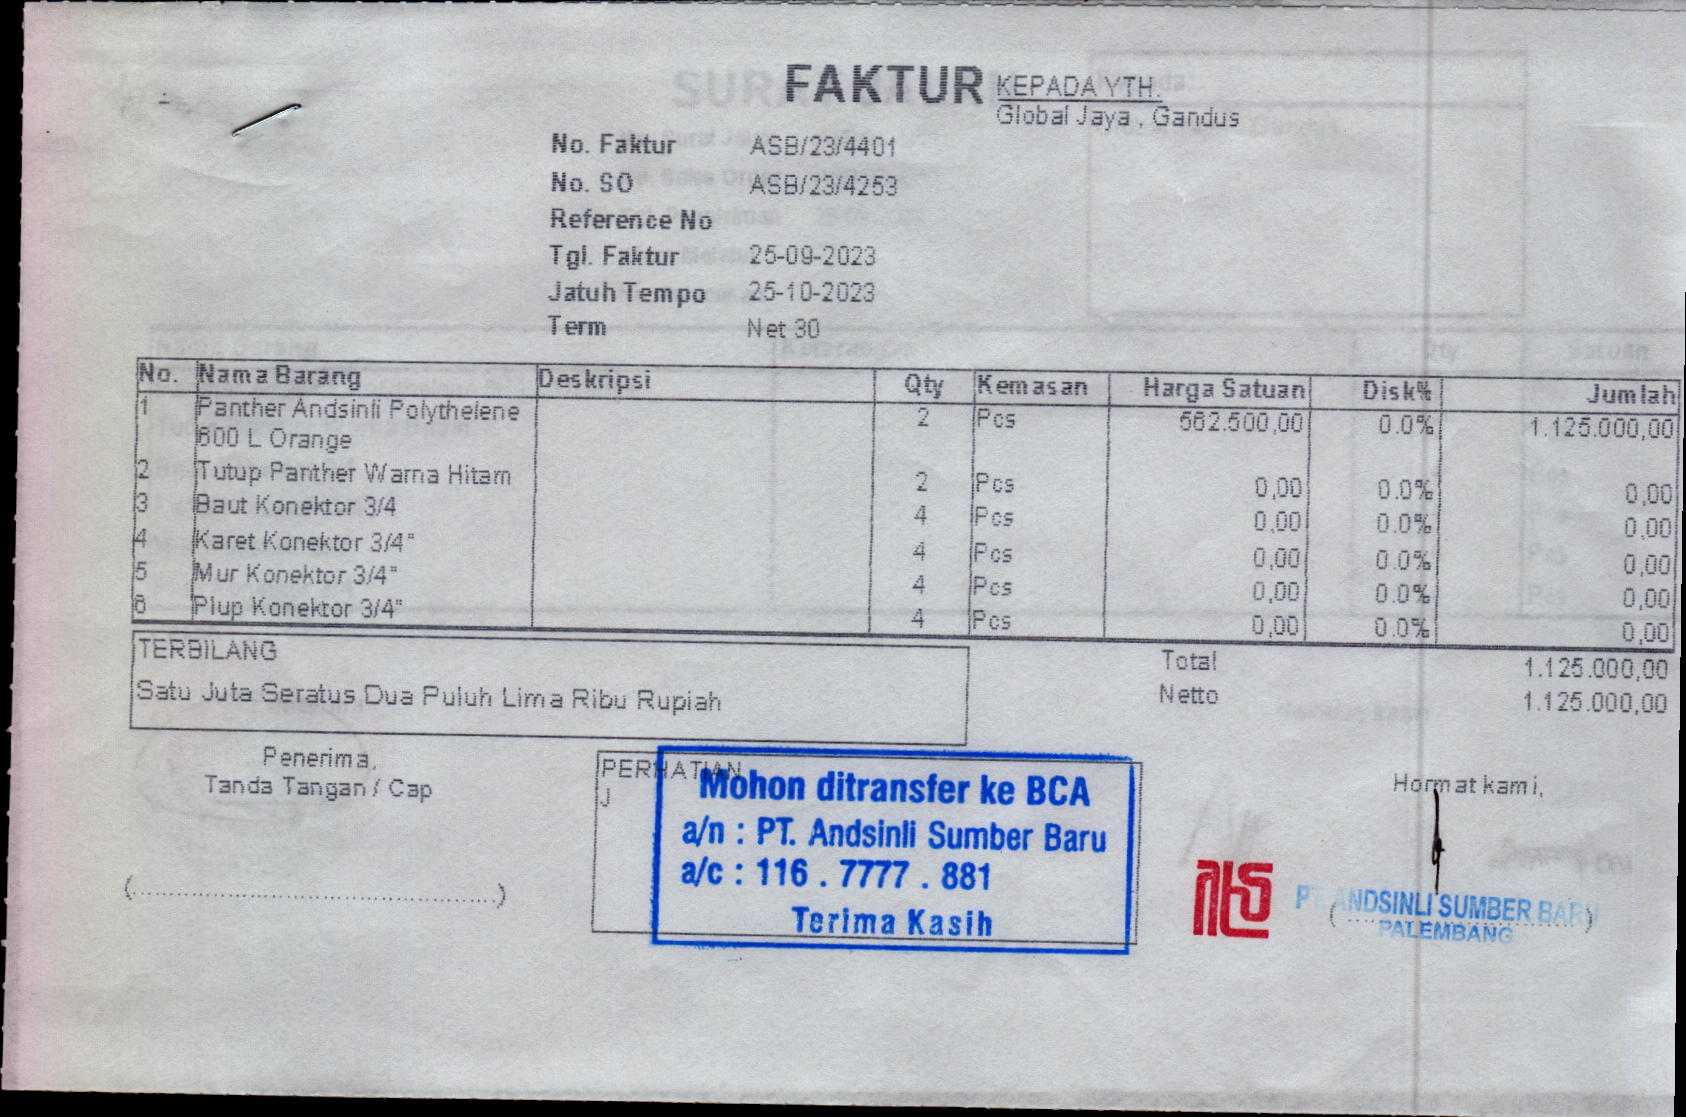 FAKTUR
KEPADA YTH.
Global Jaya , Gandus
No. Faktur ASB/23/4401
No. SO ASB/23/4253
Reference No
Tgl. Faktur 25-09-2023
Jatuh Tempo 25-10-2023
Term Net 30
No. Nama Barang Deskripsi Qty Kemasan Harga Satuan Disk% Jumlah
1 Panther Andsinli Polythelene 2 Pcs 562.500,00 0.0% 1.125.000,00
600 L Orange
2 Tutup Panther Warna Hitam 2 Pcs 0,00 0.0% 0,00
3 Baut Konektor 3/4 4 Pcs 0,00 0.0% 0,00
4 Karet Konektor 3/4" 4 Pcs 0,00 0.0% 0,00
5 Mur Konektor 3/4" 4 Pcs 0,00 0.0% 0,00
6 Plup Konektor 3/4" 4 Pcs 0,00 0.0% 0,00
TERBILANG
Satu Juta Seratus Dua Puluh Lima Ribu Rupiah
Total 1.125.000,00
Netto 1.125.000,00
Penerima,
Tanda Tangan / Cap
PERHATIAN
J
Mohon ditransfer ke BCA
a/n : PT. Andsinli Sumber Baru
a/c : 116 . 7777 . 881
Terima Kasih
Hormat kami,
PT ANDSINLI SUMBER BARU
PALEMBANG